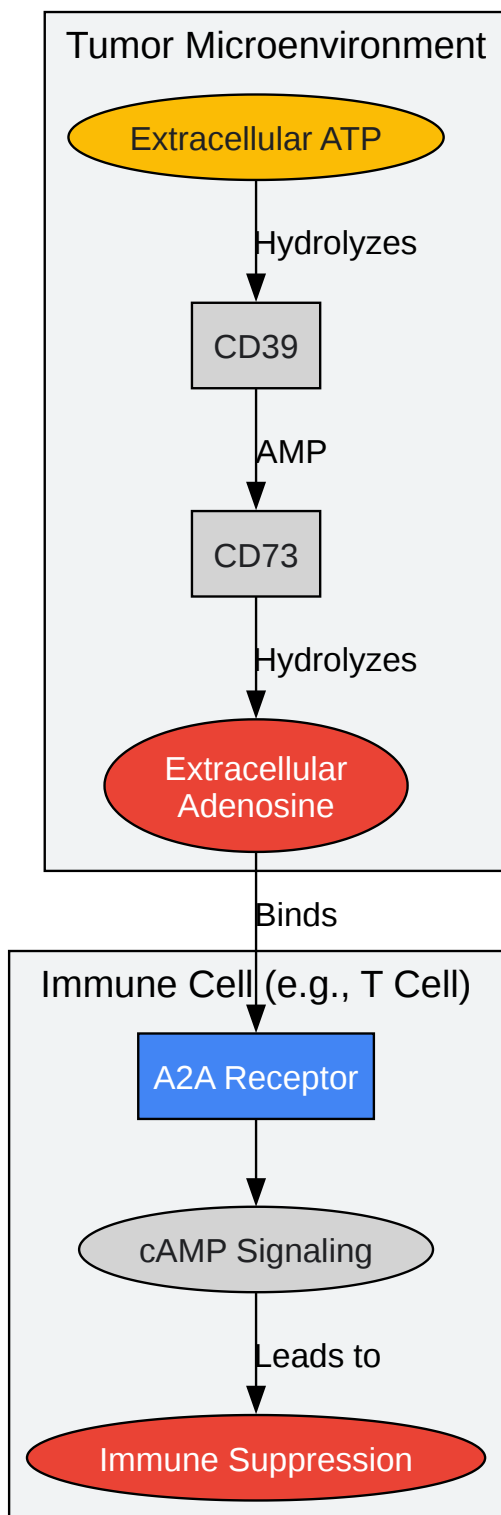 Tumor Microenvironment
Extracellular ATP
Hydrolyzes
CD39
AMP
CD73
Hydrolyzes
Extracellular
Adenosine
Binds
Immune Cell (e.g., T Cell)
A2A Receptor
cAMP Signaling
Leads to
Immune Suppression